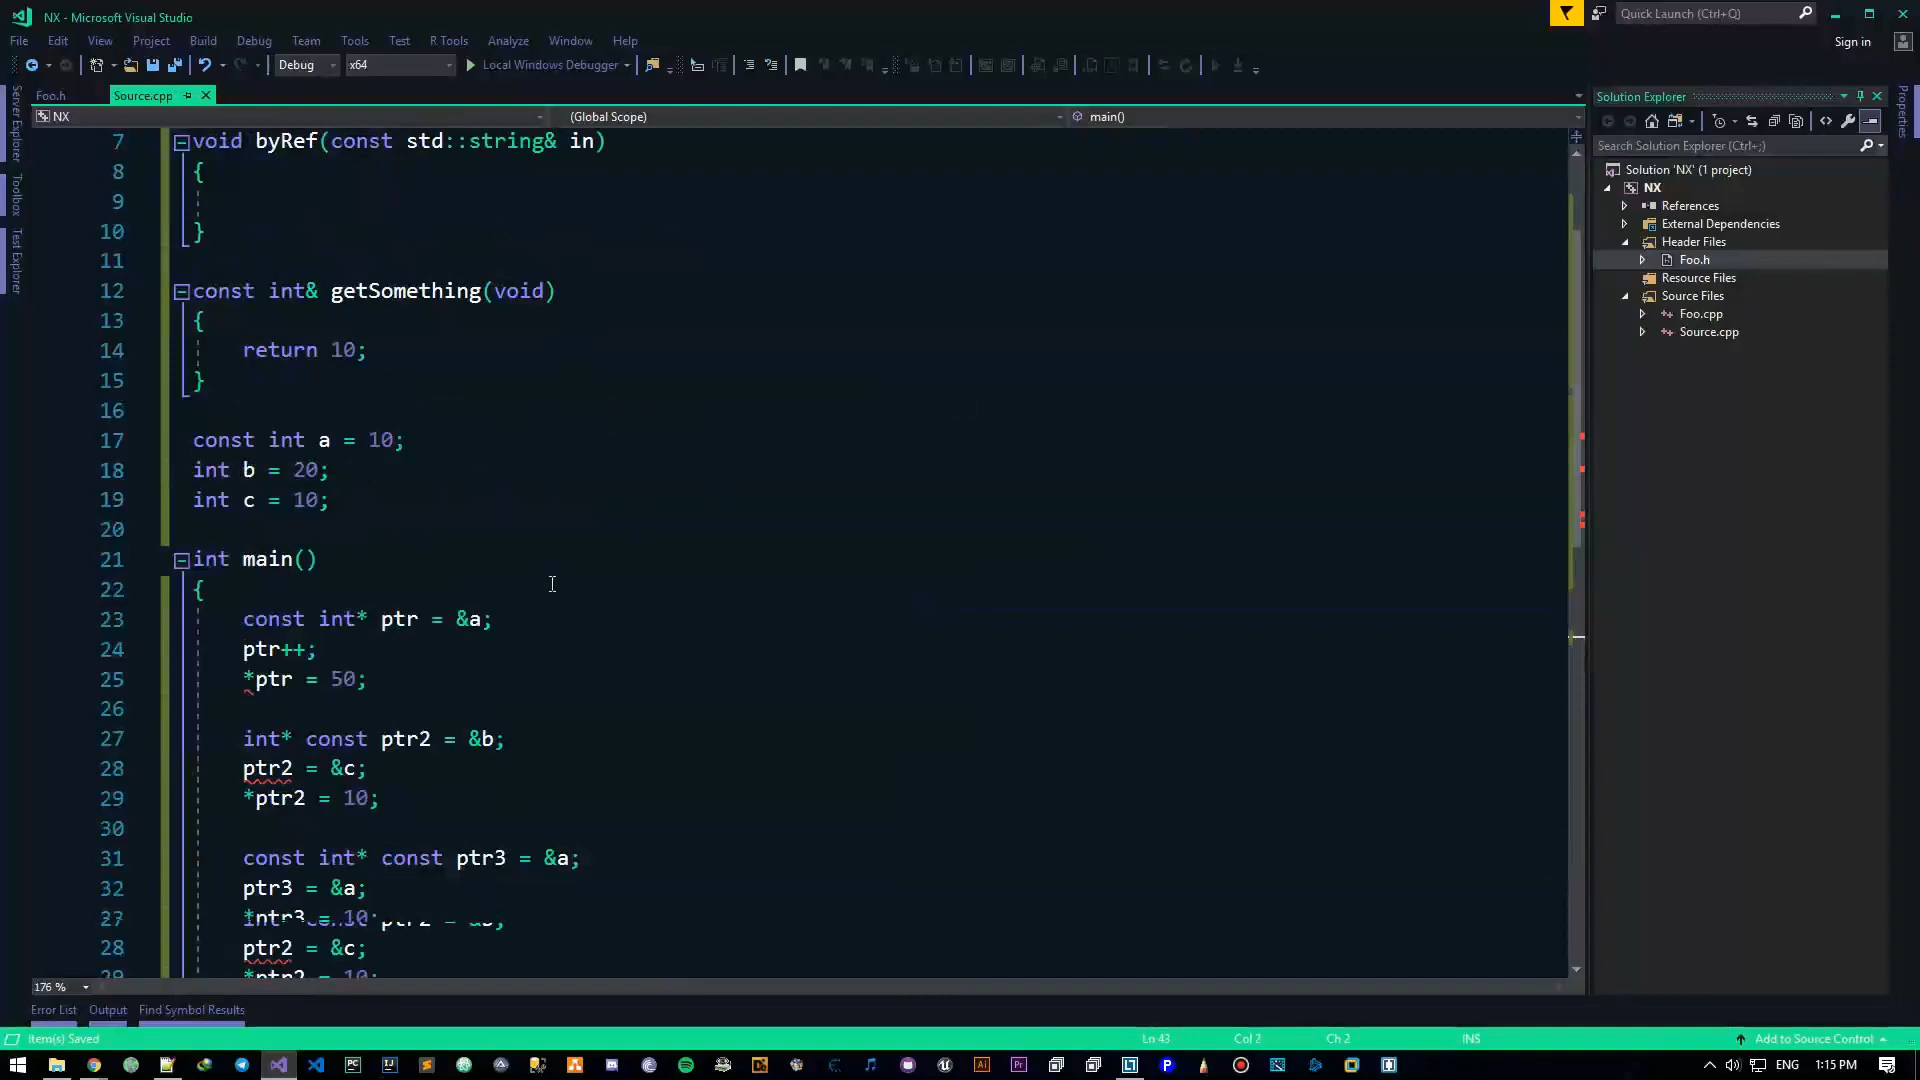 NX - Microsoft Visual Studio
Quick Launch (Ctrl+Q)
File Edit View Project Build Debug Team Tools Test R Tools Analyze Window Help
Sign in
Debug x64 Local Windows Debugger
Foo.h Source.cpp
NX (Global Scope) main()
Server Explorer
Toolbox
Test Explorer
7 void byRef(const std::string& in)
8 {
9
10 }
11
12 const int& getSomething(void)
13 {
14 return 10;
15 }
16
17 const int a = 10;
18 int b = 20;
19 int c = 10;
20
21 int main()
22 {
23 const int* ptr = &a;
24 ptr++;
25 *ptr = 50;
26
27 int* const ptr2 = &b;
28 ptr2 = &c;
29 *ptr2 = 10;
30
31 const int* const ptr3 = &a;
32 ptr3 = &a;
27
28 ptr2 = &c;
29 *ptr2 = 10;
176 %
Solution Explorer
Search Solution Explorer (Ctrl+;)
Solution 'NX' (1 project)
NX
References
External Dependencies
Header Files
Foo.h
Resource Files
Source Files
Foo.cpp
Source.cpp
Properties
Error List Output Find Symbol Results
Item(s) Saved Ln 43 Col 2 Ch 2 INS Add to Source Control
ENG 1:15 PM